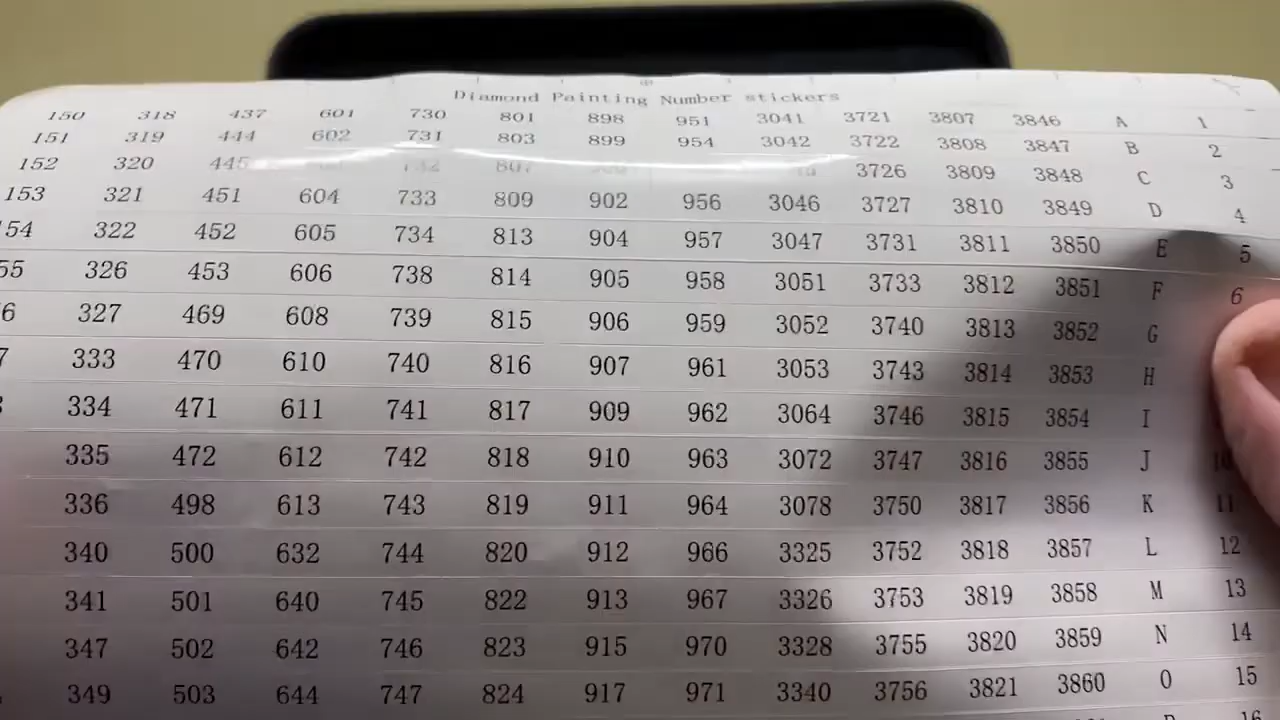 Diamond Painting Number stickers
150 318 437 601 730 801 898 951 3041 3721 3807 3846 A 1
151 319 444 602 731 803 899 954 3042 3722 3808 3847 B 2
152 320 445 732 807 3726 3809 3848 C 3
153 321 451 604 733 809 902 956 3046 3727 3810 3849 D 4
154 322 452 605 734 813 904 957 3047 3731 3811 3850 E 5
55 326 453 606 738 814 905 958 3051 3733 3812 3851 F 6
6 327 469 608 739 815 906 959 3052 3740 3813 3852 G
7 333 470 610 740 816 907 961 3053 3743 3814 3853 H
334 471 611 741 817 909 962 3064 3746 3815 3854 I
335 472 612 742 818 910 963 3072 3747 3816 3855 J 10
336 498 613 743 819 911 964 3078 3750 3817 3856 K 11
340 500 632 744 820 912 966 3325 3752 3818 3857 L 12
341 501 640 745 822 913 967 3326 3753 3819 3858 M 13
347 502 642 746 823 915 970 3328 3755 3820 3859 N 14
349 503 644 747 824 917 971 3340 3756 3821 3860 O 15
16